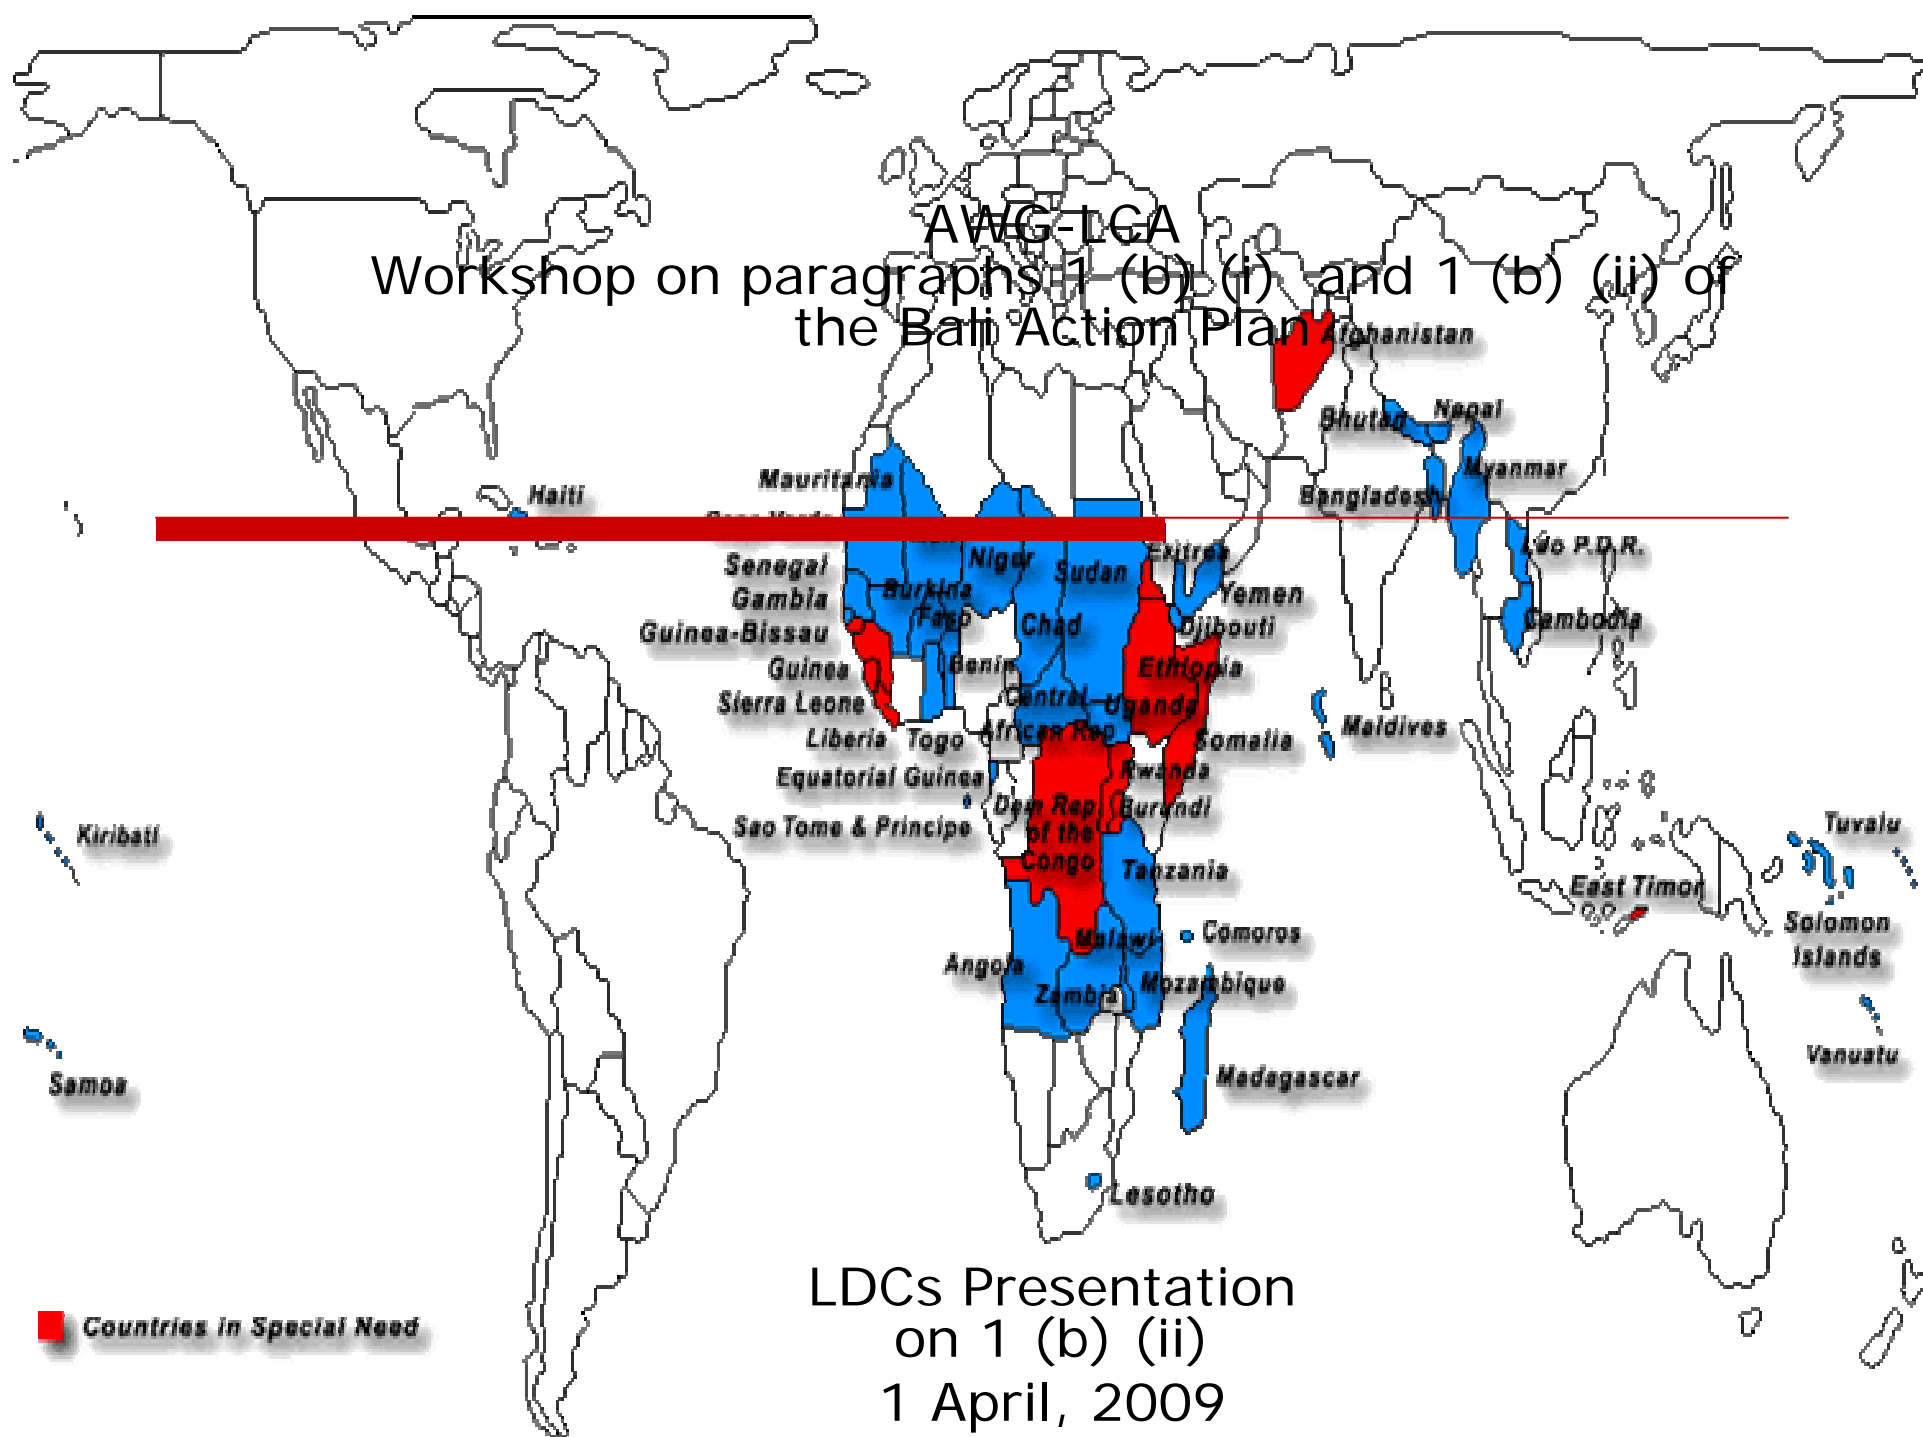 AWG-LCA
Workshop on paragraphs 1 (b) (i) and 1 (b) (ii) of
the Bali Action Plan
Afghanistan
Bhutan
Nepal
Myanmar
Bangladesh
Haiti
Mauritania
Senegal
Niger
Sudan
Eritrea
Lao P.D.R.
Gambia
Burkina
Faso
Yemen
Guinea-Bissau
Chad
Djibouti
Cambodia
Guinea
Benin
Ethiopia
Sierra Leone
Central
African Rep
Uganda
Liberia
Togo
Somalia
Maldives
Equatorial Guinea
Rwanda
Sao Tome & Principe
Dem Rep
of the
Congo
Burundi
Kiribati
Tuvalu
Tanzania
East Timor
Solomon
Islands
Malawi
Comoros
Angola
Zambia
Mozambique
Vanuatu
Samoa
Madagascar
Lesotho
LDCs Presentation
on 1 (b) (ii)
1 April, 2009
Countries in Special Need